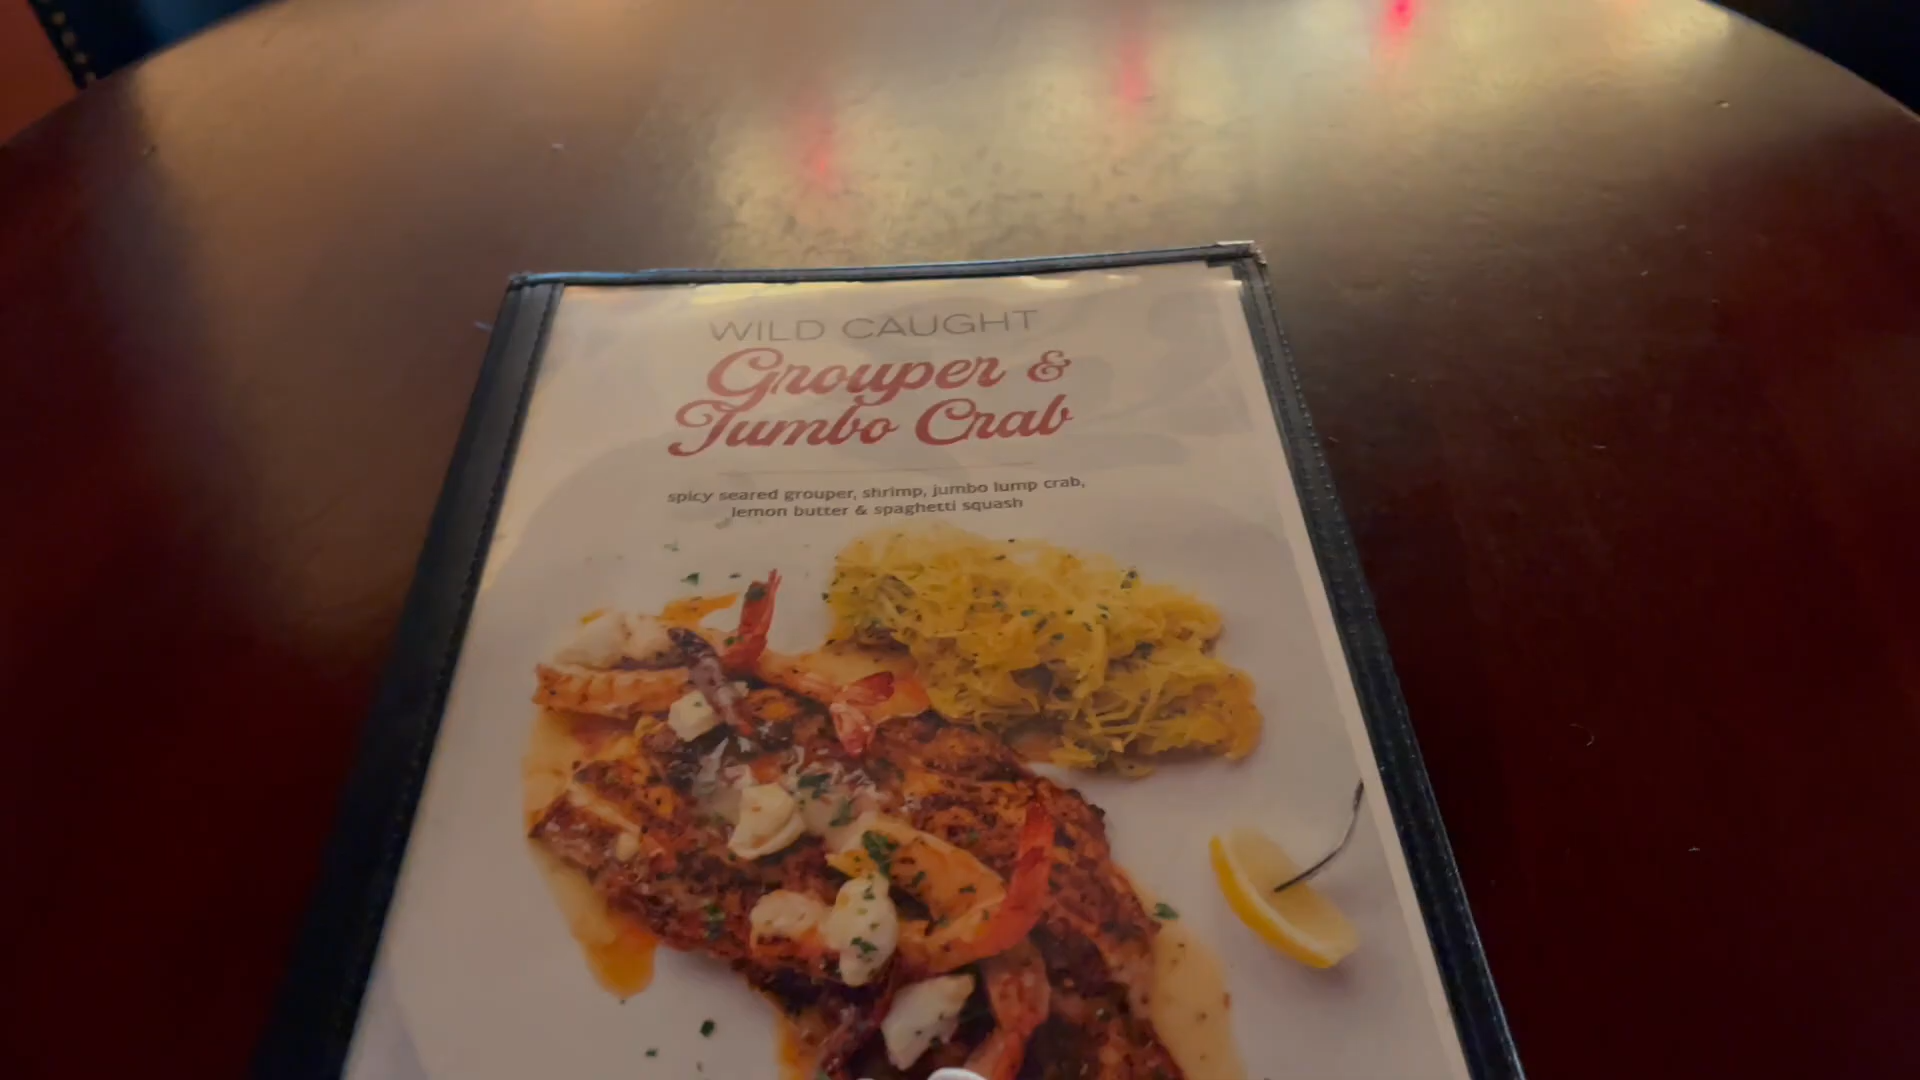 WILD CAUGHT
Grouper &
Jumbo Crab
spicy seared grouper, shrimp, jumbo lump crab,
lemon butter & spaghetti squash